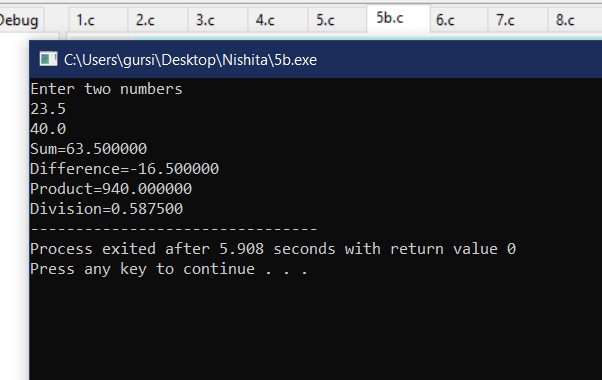 Debug 1.c 2.c 3.c 4.c 5.c 5b.c 6.c 7.c 8.c
C:\Users\gursi\Desktop\Nishita\5b.exe
Enter two numbers
23.5
40.0
Sum=63.500000
Difference=-16.500000
Product=940.000000
Division=0.587500
--------------------------------
Process exited after 5.908 seconds with return value 0
Press any key to continue . . .